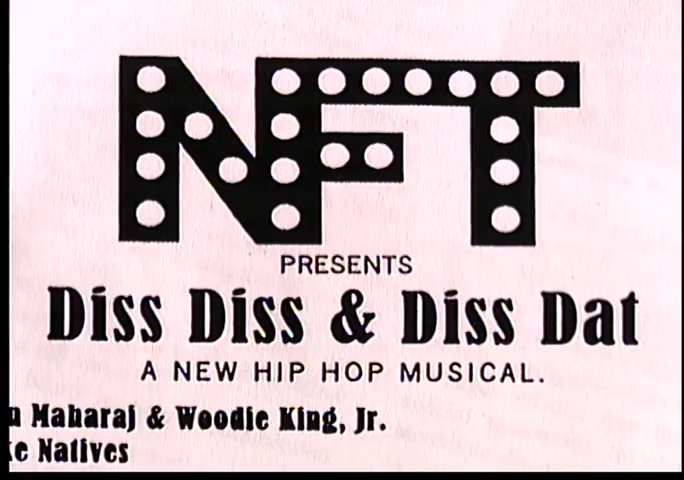 NFT
PRESENTS
Diss Diss & Diss Dat
A NEW HIP HOP MUSICAL.
Maharaj & Woodie King, Jr.
Natives